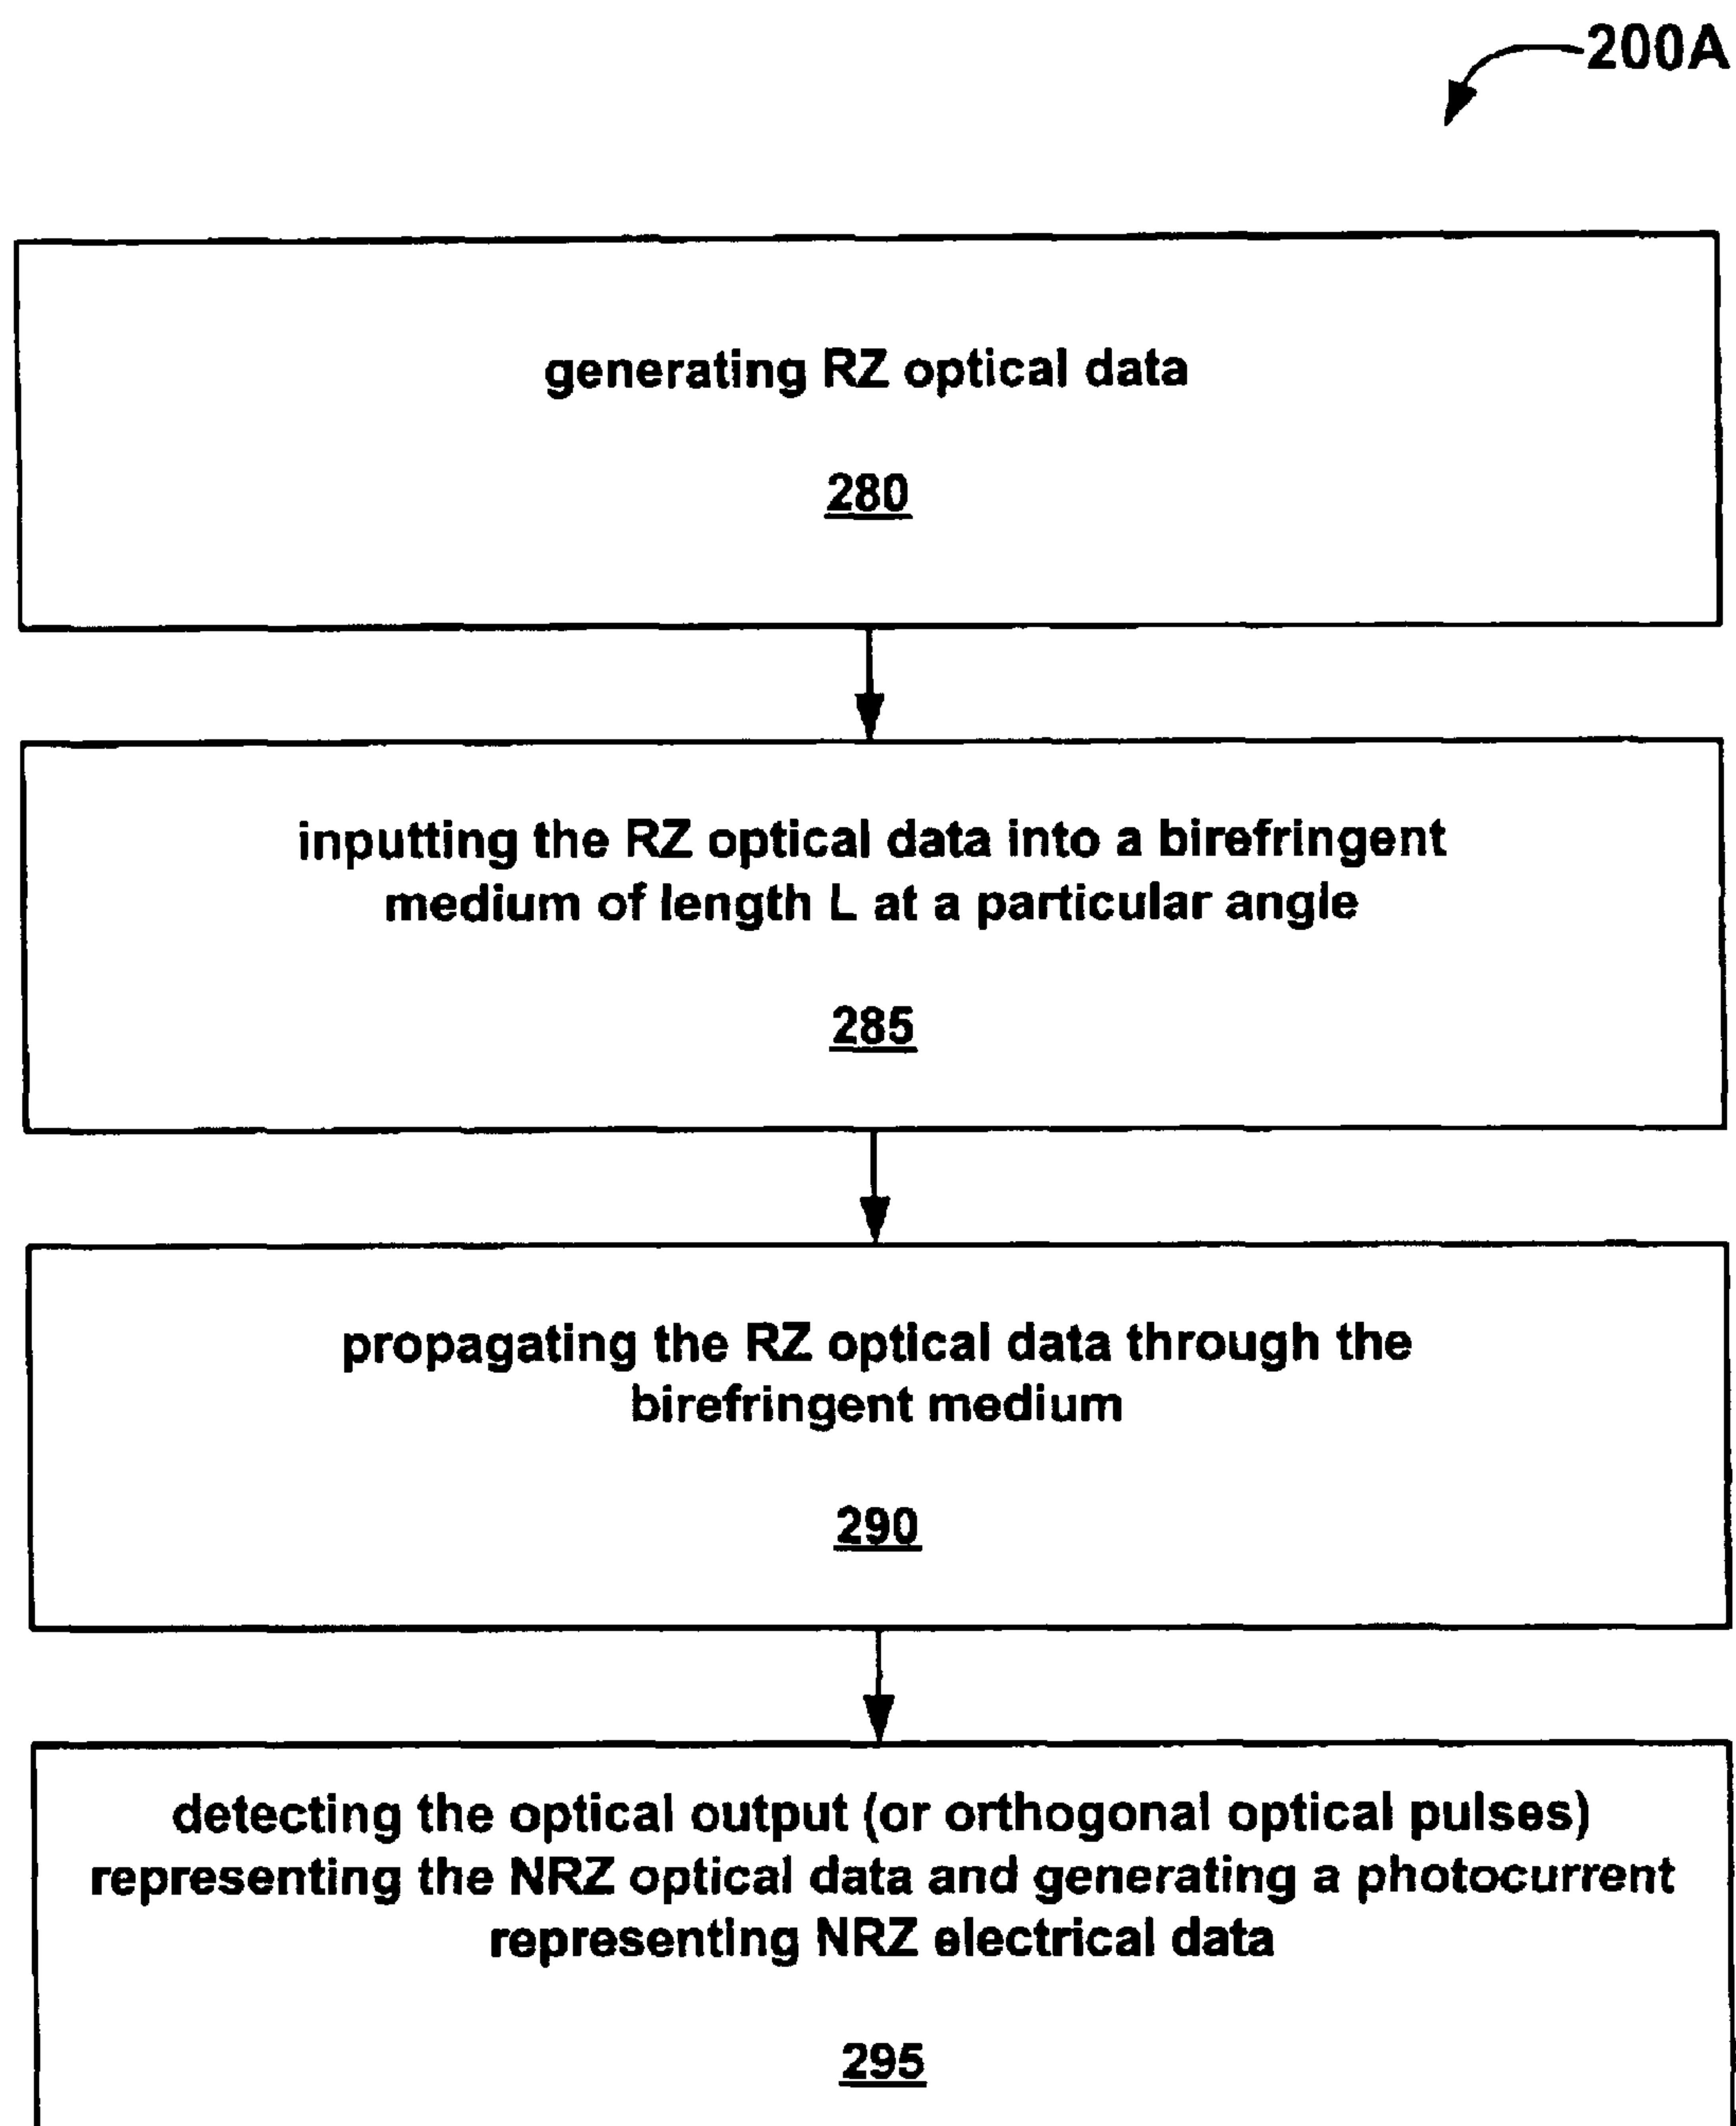 200A
generating RZ optical data
280
inputting the RZ optical data into a birefringent
medium of length L at a particular angle
285
propagating the RZ optical data through the
birefringent medium
290
detecting the optical output (or orthogonal optical pulses)
representing the NRZ optical data and generating a photocurrent
representing NRZ electrical data
295